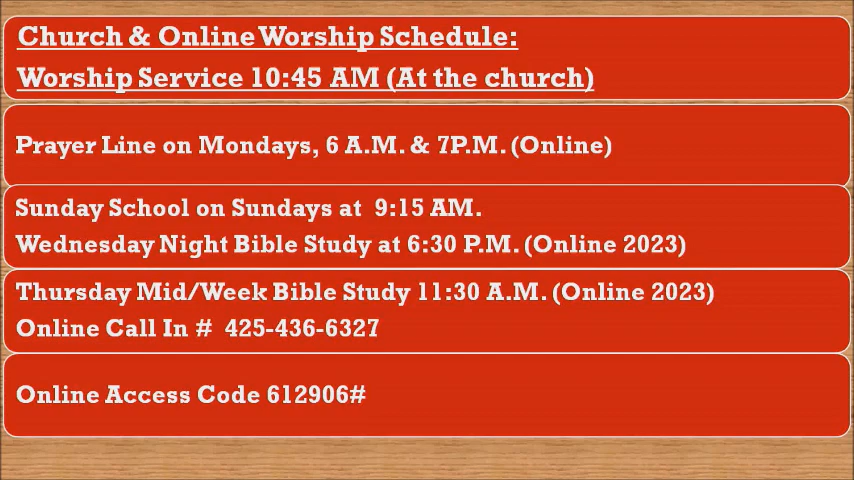 Church & Online Worship Schedule:
Worship Service 10:45 AM (At the church)
Prayer Line on Mondays, 6 A.M. & 7P.M. (Online)
Sunday School on Sundays at 9:15 AM.
Wednesday Night Bible Study at 6:30 P.M. (Online 2023)
Thursday Mid/Week Bible Study 11:30 A.M. (Online 2023)
Online Call In # 425-436-6327
Online Access Code 612906#